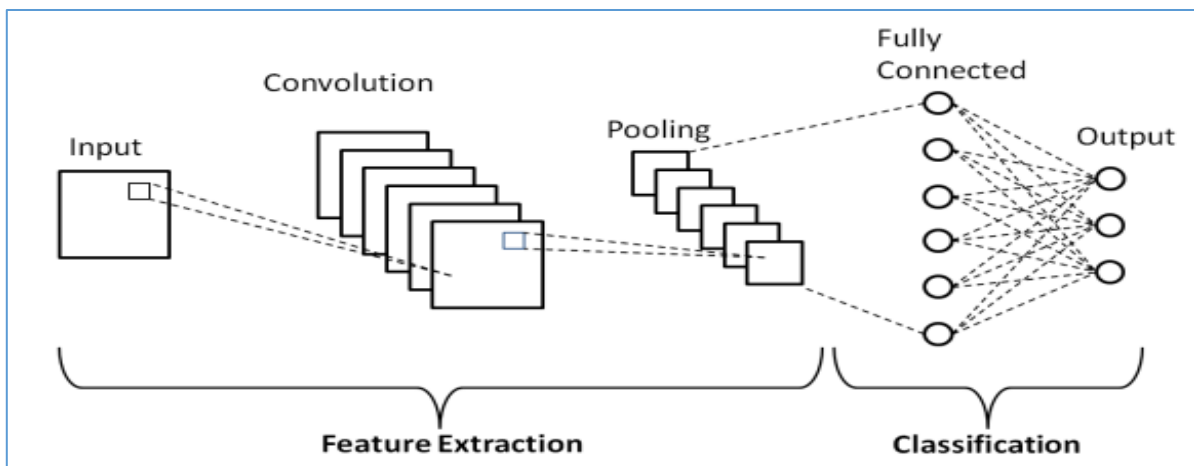 Input
Convolution
Pooling
Fully
Connected
Output
Feature Extraction
Classification